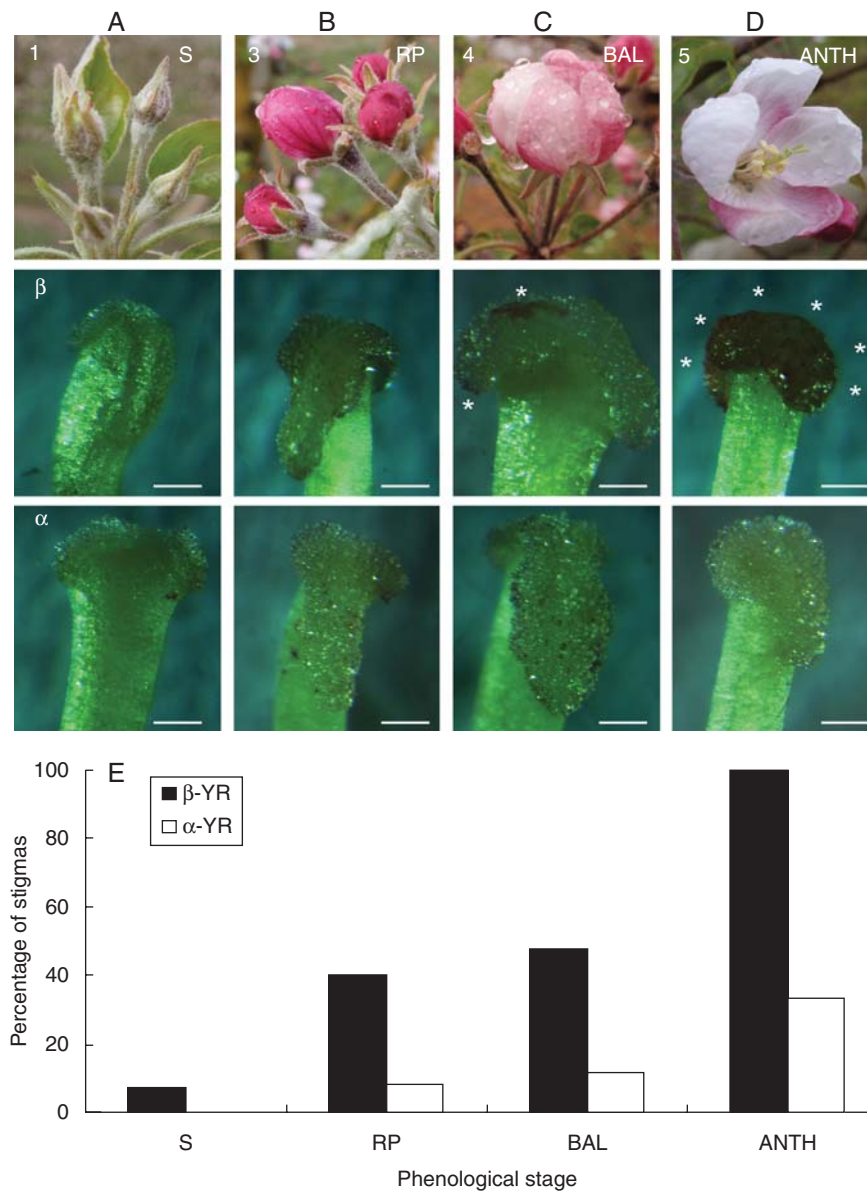 A B C D
1 S 3 RP 4 BAL 5 ANTH
β * * * * * * * *
α
E
β-YR
α-YR
100
80
60
40
20
0
Percentage of stigmas
S RP BAL ANTH
Phenological stage